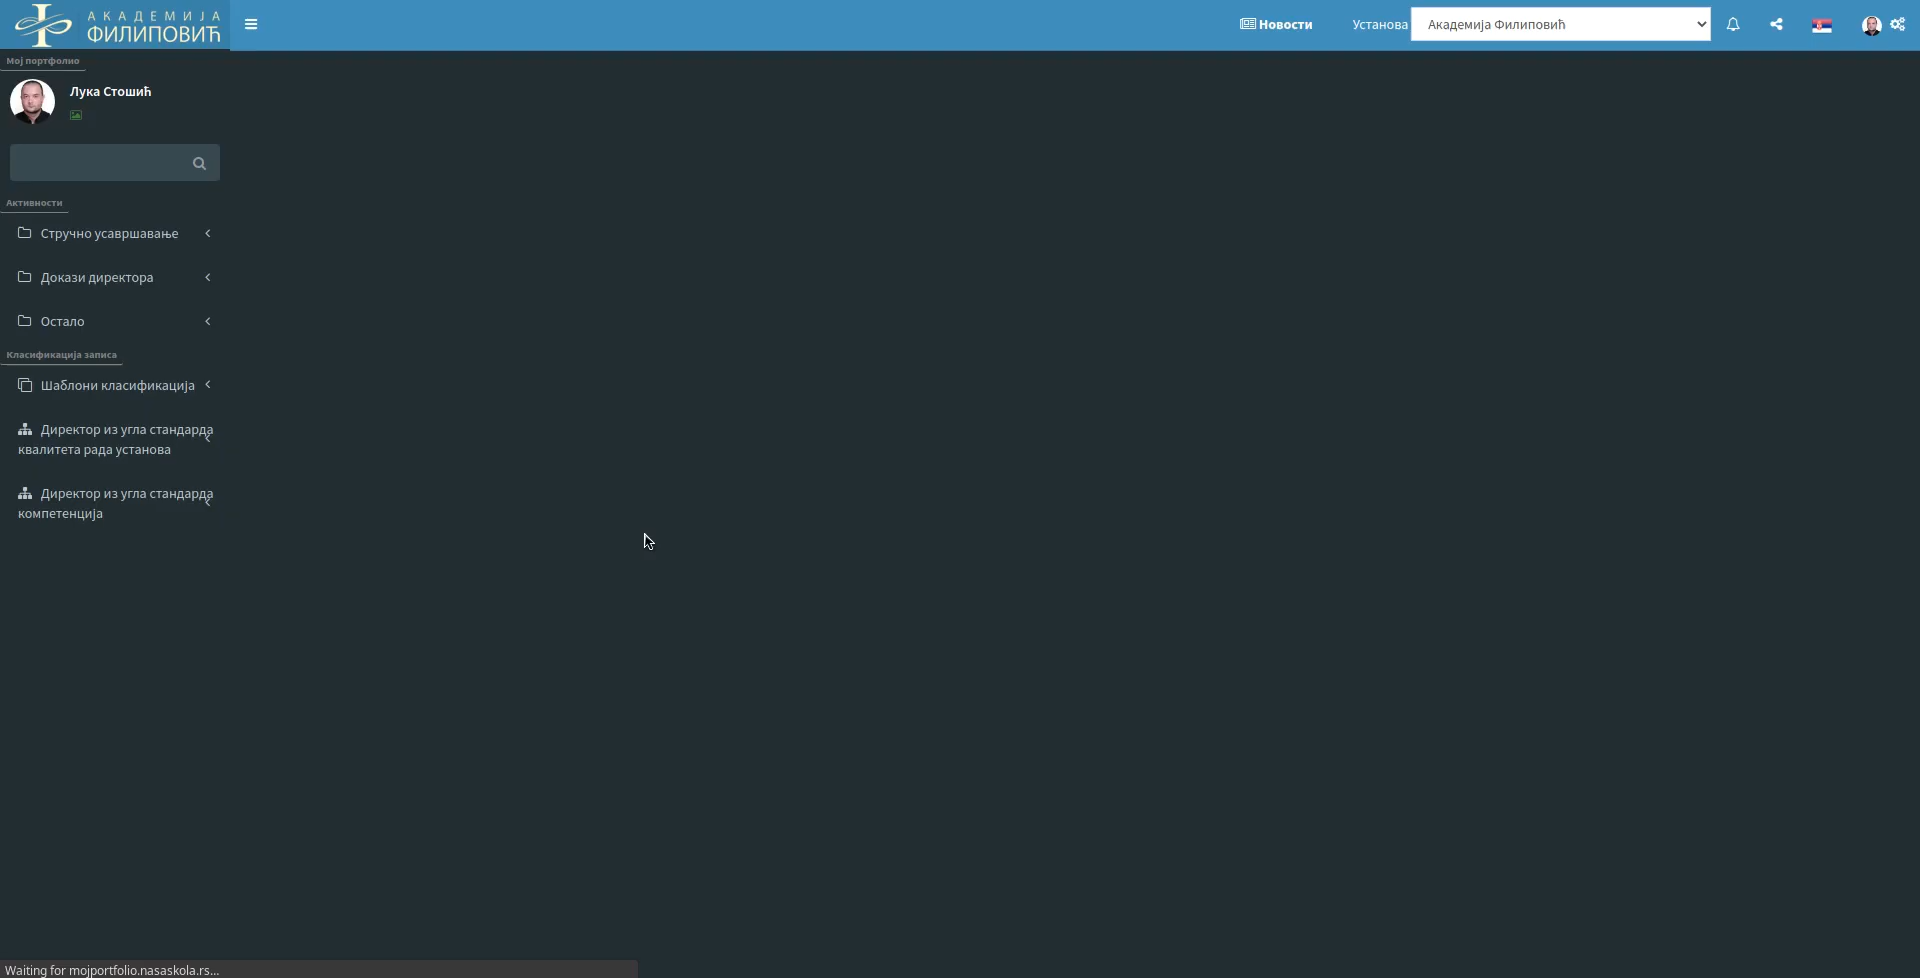 АКАДЕМИЈА
ФИЛИПОВИЋ
Новости
Установа
Академија Филиповић
Мој портфолио
Лука Стошић
Активности
Стручно усавршавање
Докази директора
Остало
Класификација записа
Шаблони класификација
Директор из угла стандарда
квалитета рада установа
Директор из угла стандарда
компетенција
Waiting for mojportfolio.nasaskola.rs...